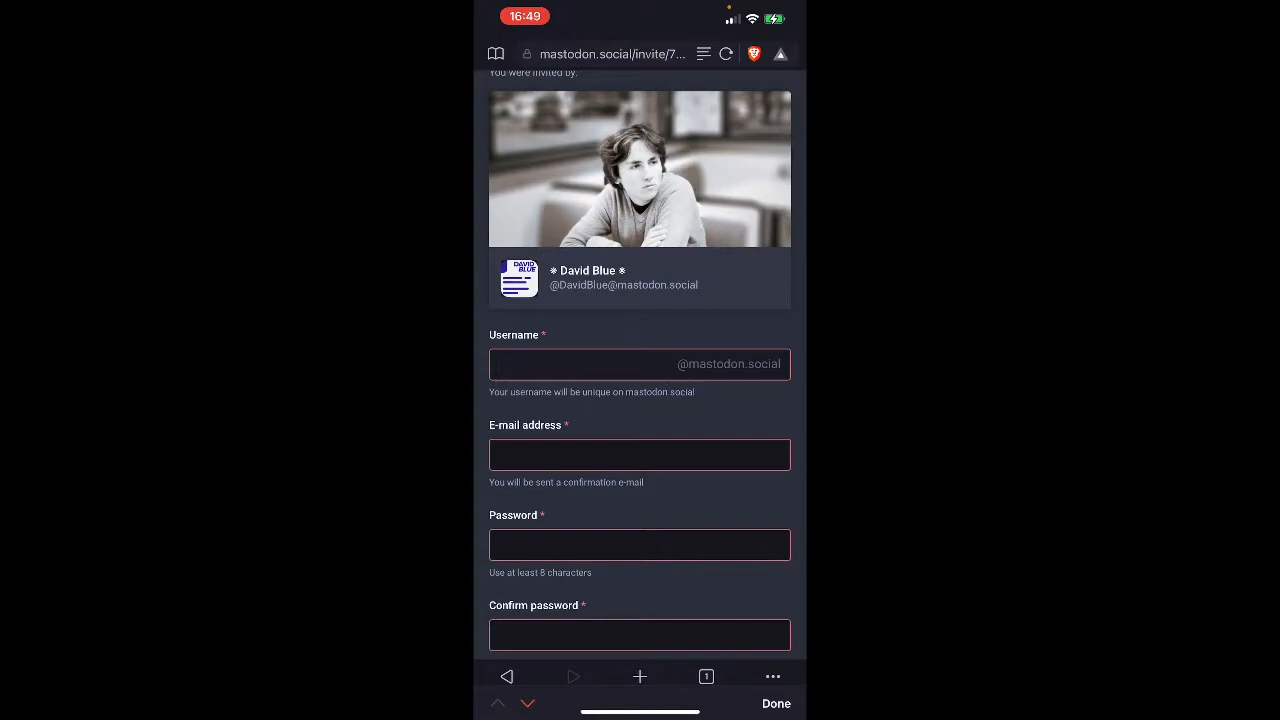 16:49
mastodon.social/invite/7...
You were invited by:
DAVID
BLUE
※ David Blue ※
@DavidBlue@mastodon.social
Username *
@mastodon.social
Your username will be unique on mastodon.social
E-mail address *
You will be sent a confirmation e-mail
Password *
Use at least 8 characters
Confirm password *
1
Done